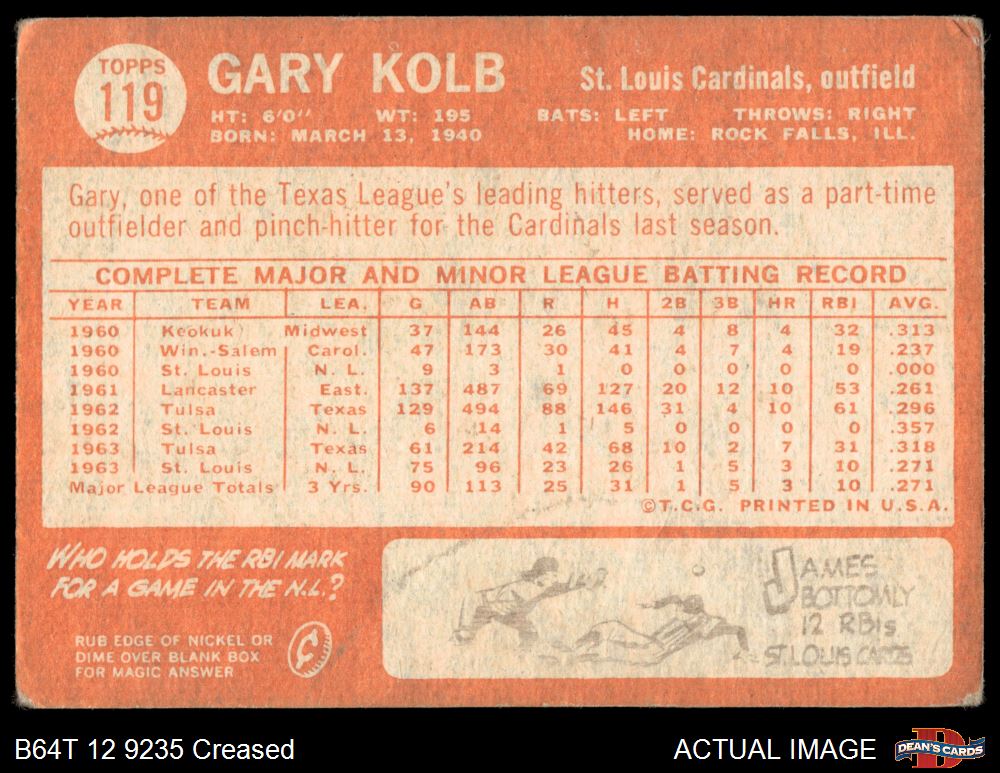 TOPPS
119
GARY KOLB
St. Louis Cardinals, outfield
HT: 6'0" WT: 195 BATS: LEFT THROWS: RIGHT
BORN: MARCH 13, 1940 HOME: ROCK FALLS, ILL.
Gary, one of the Texas League's leading hitters, served as a part-time
outfielder and pinch-hitter for the Cardinals last season.
COMPLETE MAJOR AND MINOR LEAGUE BATTING RECORD
YEAR TEAM LEA. G AB R H 2B 3B HR RBI AVG.
1960 Keokuk Midwest 37 144 26 45 4 8 4 32 .313
1960 Win.-Salem Carol. 47 173 30 41 4 7 4 19 .237
1960 St. Louis N. L. 9 3 1 0 0 0 0 0 .000
1961 Lancaster East. 137 487 69 127 20 12 10 53 .261
1962 Tulsa Texas 129 494 88 146 31 4 10 61 .296
1962 St. Louis N. L. 6 14 1 5 0 0 0 0 .357
1963 Tulsa Texas 61 214 42 68 10 2 7 31 .318
1963 St. Louis N. L. 75 96 23 26 1 5 3 10 .271
Major League Totals 3 Yrs. 90 113 25 31 1 5 3 10 .271
©T.C.G. PRINTED IN U.S.A.
WHO HOLDS THE RBI MARK
FOR A GAME IN THE N.L.?
RUB EDGE OF NICKEL OR
DIME OVER BLANK BOX
FOR MAGIC ANSWER
JAMES
BOTTOMLY
12 RBIs
ST. LOUIS CARDS
B64T 12 9235 Creased
ACTUAL IMAGE
DEAN'S CARDS